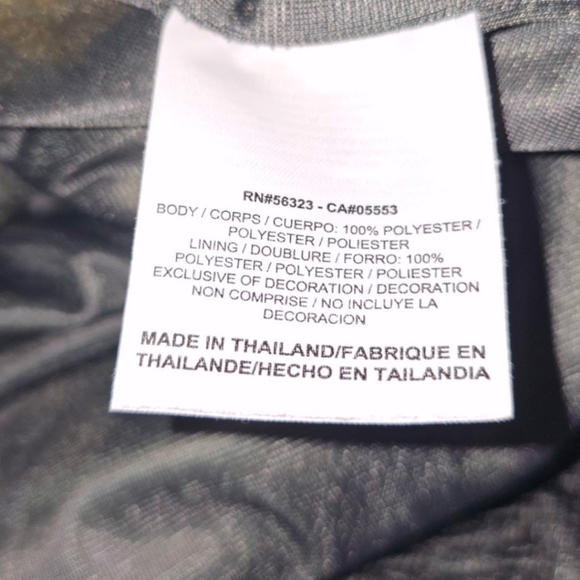 RN#56323 - CA#05553
BODY / CORPS / CUERPO: 100% POLYESTER /
POLYESTER / POLIESTER
LINING / DOUBLURE / FORRO: 100%
POLYESTER / POLYESTER / POLIESTER
EXCLUSIVE OF DECORATION / DECORATION
NON COMPRISE / NO INCLUYE LA
DECORACION
MADE IN THAILAND/FABRIQUE EN
THAILANDE/HECHO EN TAILANDIA